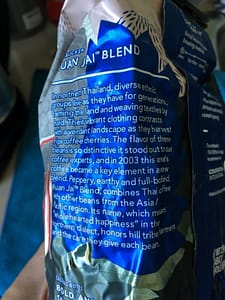 UAN JAI™ BLEND
In northern Thailand, diverse ethnic
groups live as they have for generations,
farming the land and weaving textiles by
hand. Their vibrant clothing contrasts
with a verdant landscape as they harvest
ripe coffee cherries. The flavor of these
beans is so distinctive it stood out to our
coffee experts, and in 2003 this area's
coffee became a key element in a new
blend. Peppery, earthy and full-bodied,
Muan Jai™ Blend, combines Thai coffee
with other beans from the Asia/
Pacific region. Its name, which means
"wholehearted happiness" in the
northern dialect, honors hill tribe farmers
and the care they give each bean.
TASTING NOTES
BOLD AN